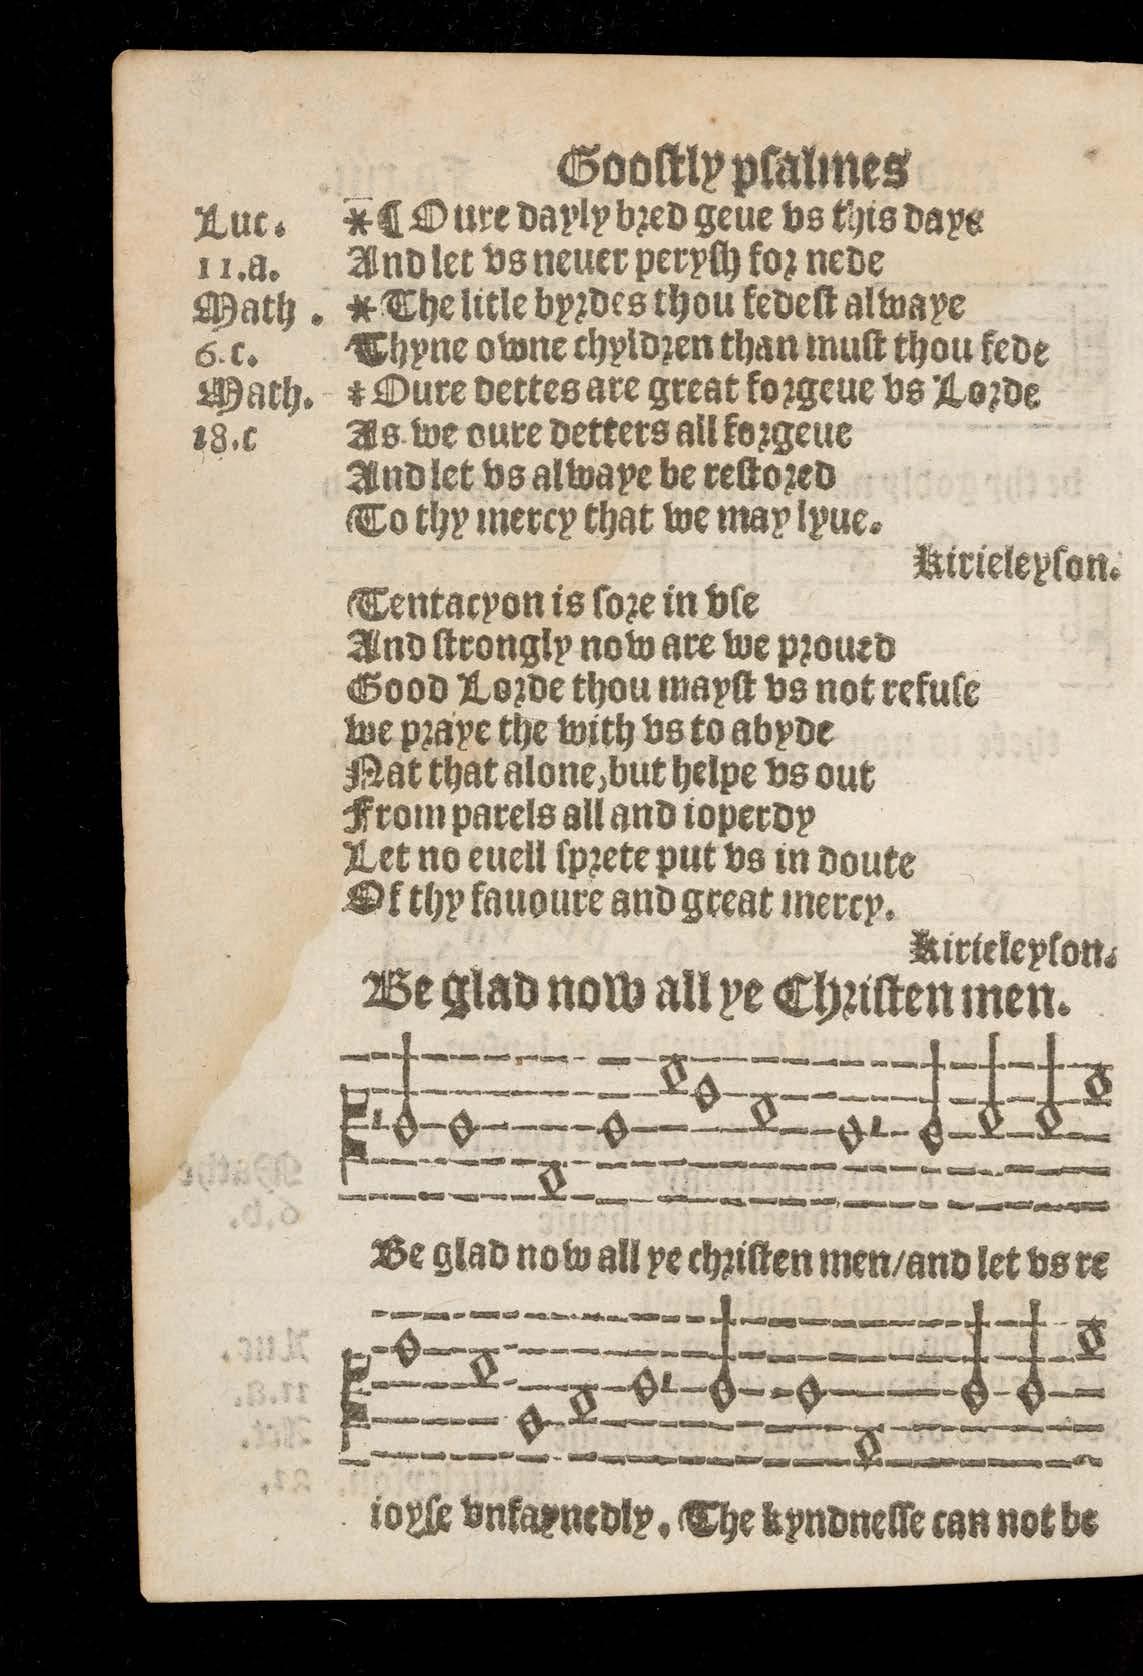 Goostly psalmes
Luc. *¶ Oure dayly bred geue vs this daye
11.a. And let vs neuer perysh for nede
Math. *The litle byrdes thou fedest alwaye
6.c. Thyne owne chyldren than must thou fede
Math. *Oure dettes are great forgeue vs Lorde
18.c As we oure detters all forgeue
And let vs alwaye be restored
To thy mercy that we may lyue.
Kirieleyson.
Tentacyon is sore in vse
And strongly now are we proued
Good Lorde thou mayst vs not refuse
we praye the with vs to abyde
Nat that alone, but helpe vs out
From parels all and ioperdy
Let no euell sprete put vs in doute
Of thy fauoure and great mercy.
Kirieleyson.
Be glad now all ye Christen men.
Be glad now all ye christen men/and let vs re
ioyse vnfaynedly. The kyndnesse can not be